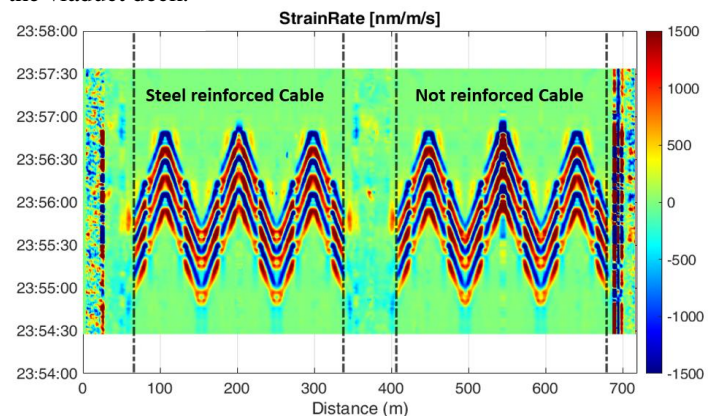 the viaduct deck.
StrainRate [nm/m/s]
23:58:00
23:57:30
23:57:00
23:56:30
23:56:00
23:55:30
23:55:00
23:54:30
23:54:00
Steel reinforced Cable
Not reinforced Cable
1500
1000
500
0
-500
-1000
-1500
0 100 200 300 400 500 600 700
Distance (m)